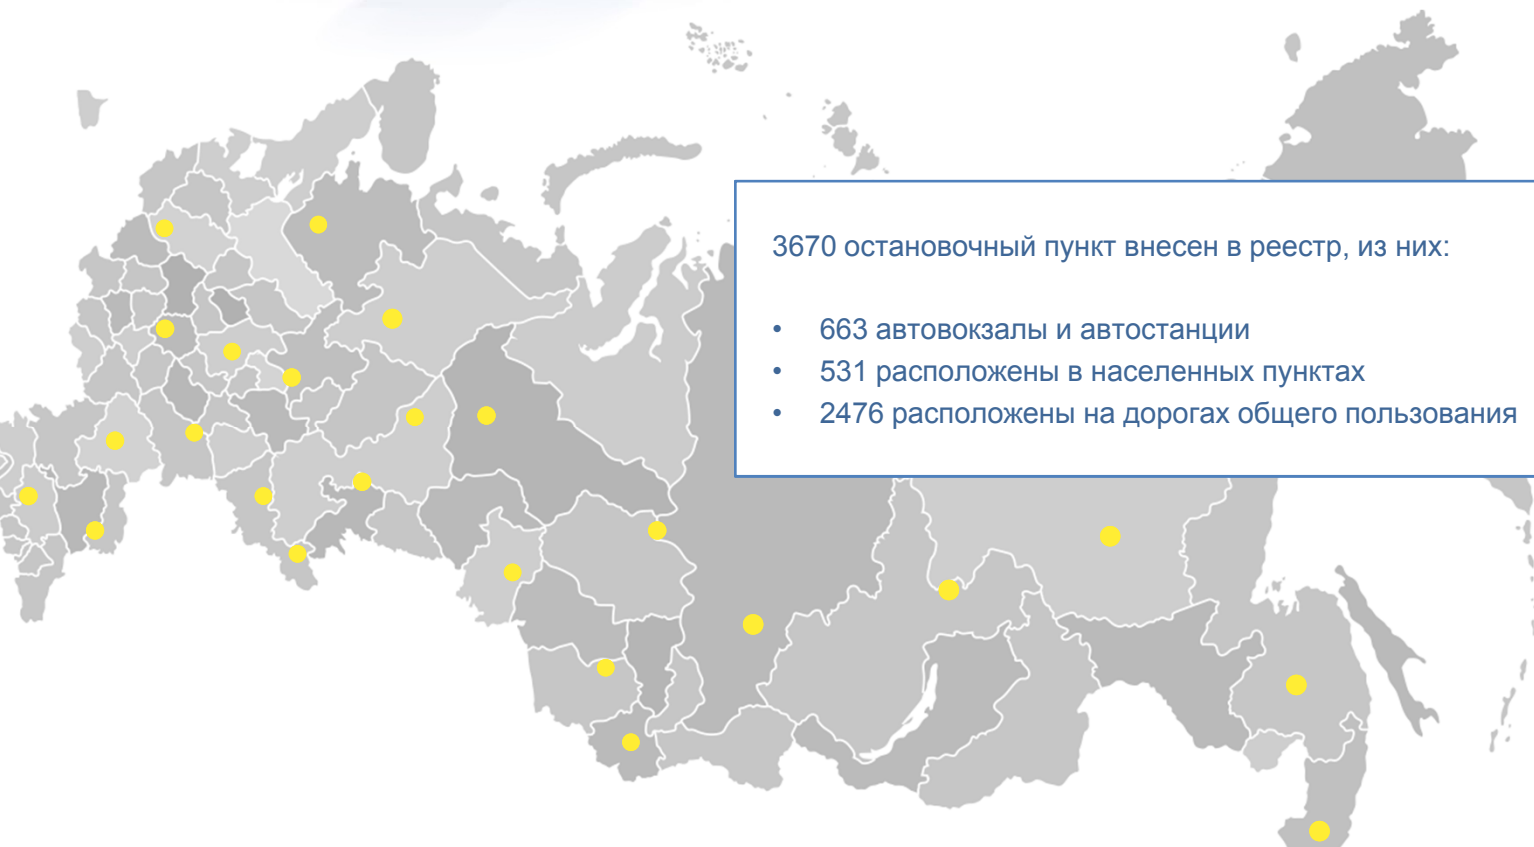 3670 остановочный пункт внесен в реестр, из них:
• 663 автовокзалы и автостанции
• 531 расположены в населенных пунктах
• 2476 расположены на дорогах общего пользования